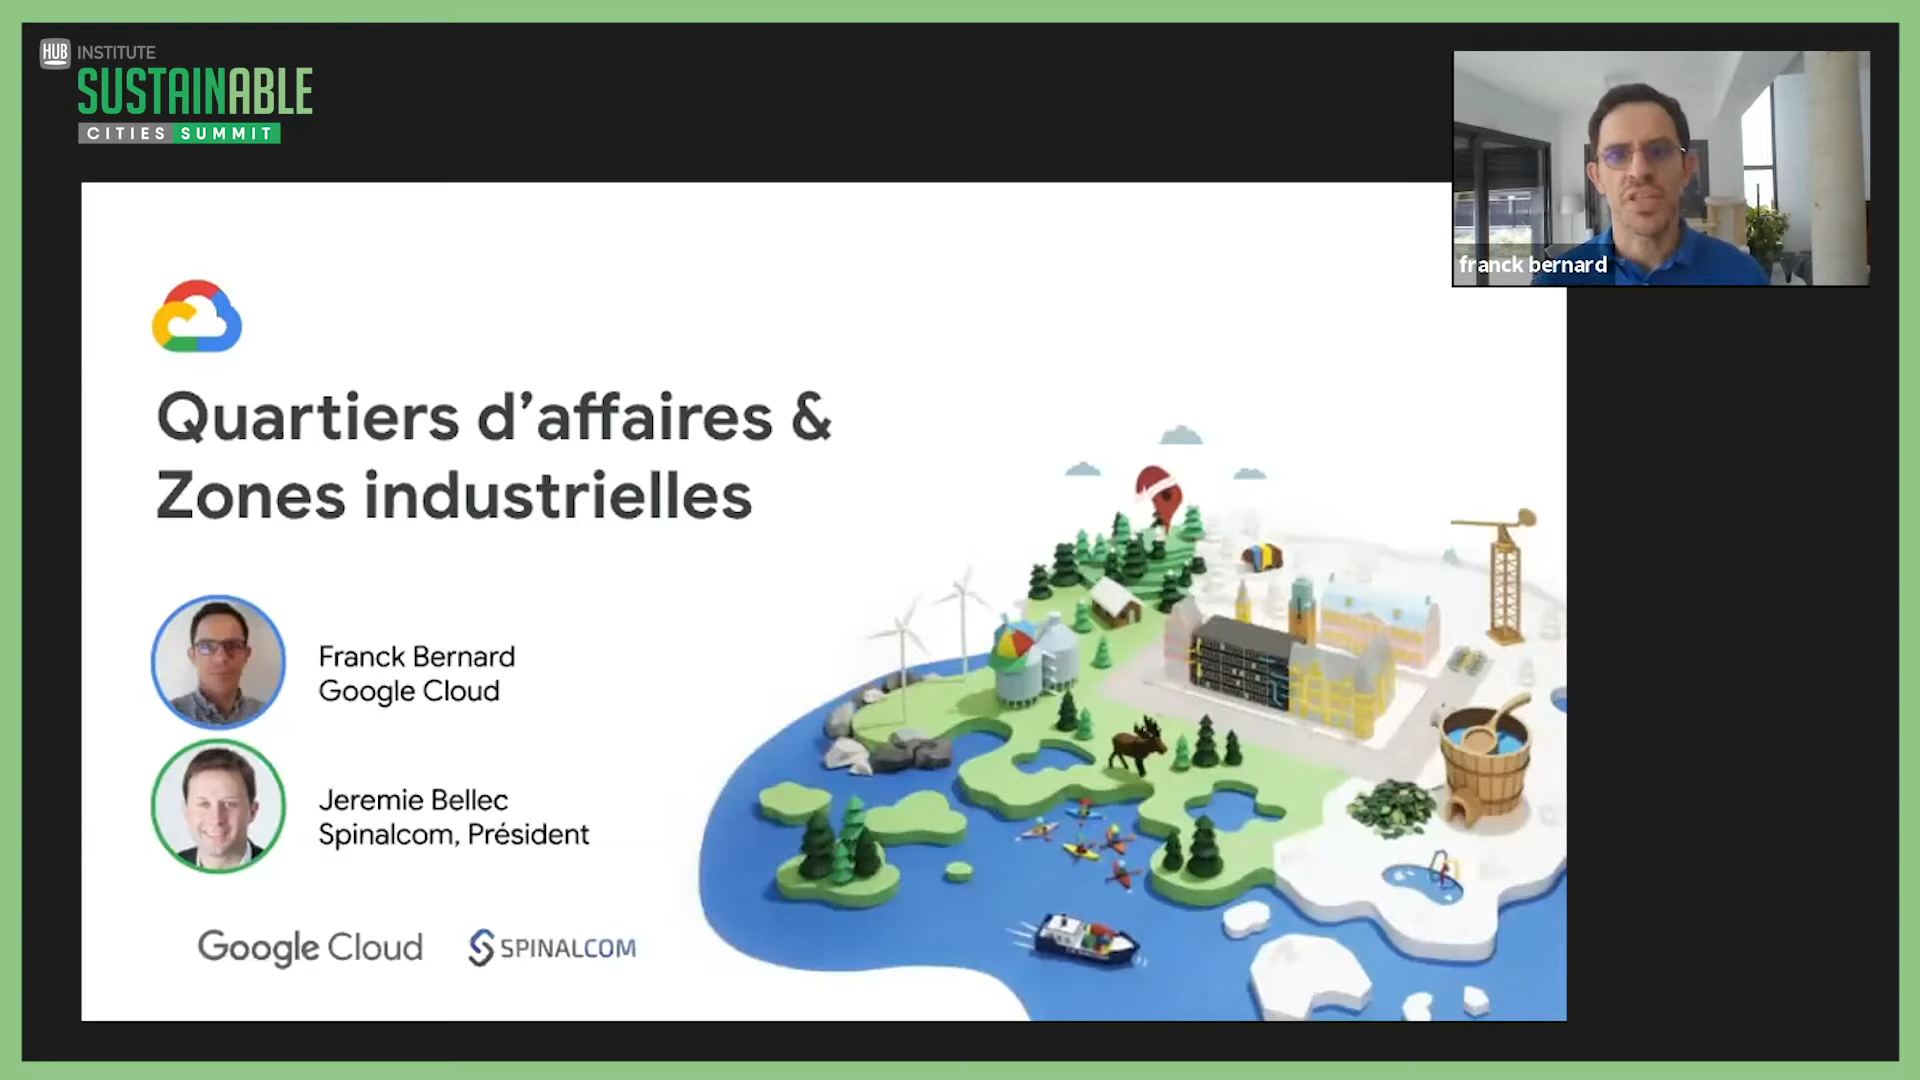 HUB INSTITUTE
SUSTAINABLE
CITIES SUMMIT
franck bernard
Quartiers d'affaires &
Zones industrielles
Franck Bernard
Google Cloud
Jeremie Bellec
Spinalcom, Président
Google Cloud
SPINALCOM